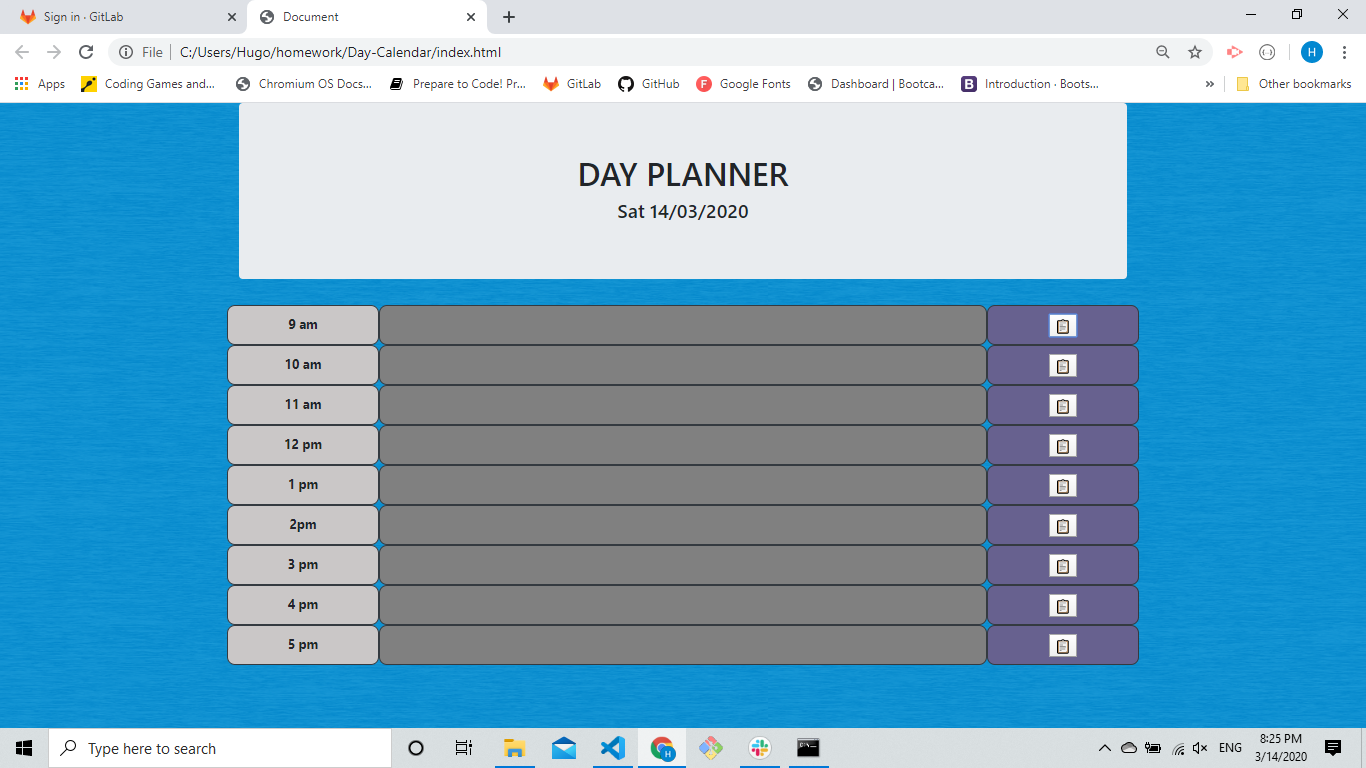 Sign in · GitLab
Document
File
C:/Users/Hugo/homework/Day-Calendar/index.html
H
Apps
Coding Games and...
Chromium OS Docs...
Prepare to Code! Pr...
GitLab
GitHub
F
Google Fonts
Dashboard | Bootca...
B
Introduction · Boots...
»
Other bookmarks
DAY PLANNER
Sat 14/03/2020
9 am
10 am
11 am
12 pm
1 pm
2pm
3 pm
4 pm
5 pm
Type here to search
H
ENG
8:25 PM
3/14/2020